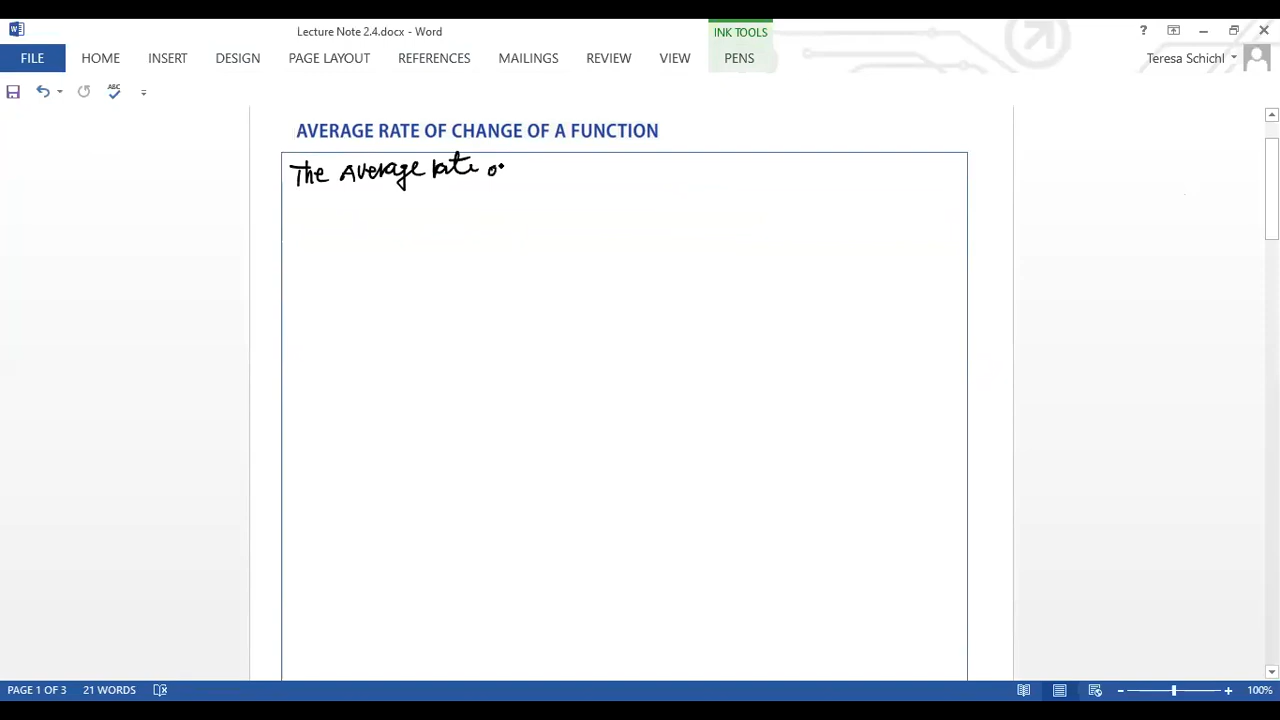 Lecture Note 2.4.docx - Word
INK TOOLS
?
FILE HOME INSERT DESIGN PAGE LAYOUT REFERENCES MAILINGS REVIEW VIEW PENS Teresa Schichl
ABC
AVERAGE RATE OF CHANGE OF A FUNCTION
The Average rate o
PAGE 1 OF 3 21 WORDS 100%